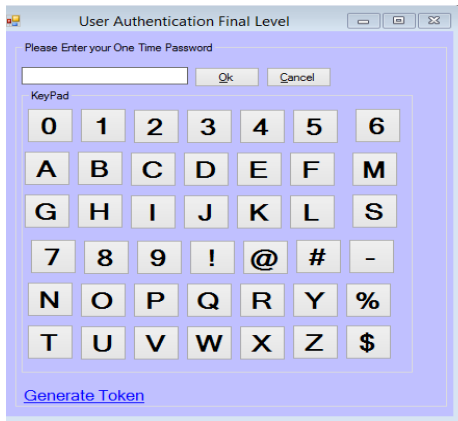 User Authentication Final Level
Please Enter your One Time Password
Ok Cancel
KeyPad
0 1 2 3 4 5 6
A B C D E F M
G H I J K L S
7 8 9 ! @ # -
N O P Q R Y %
T U V W X Z $
Generate Token